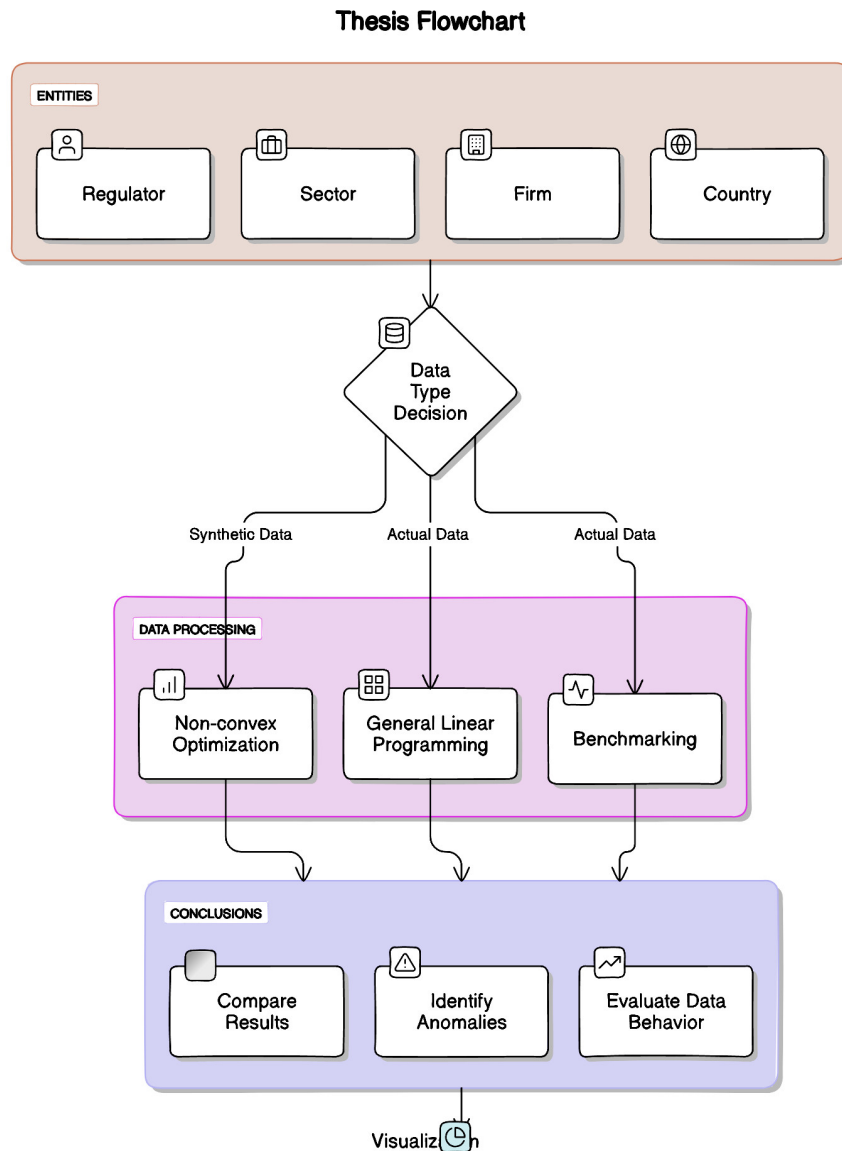 Thesis Flowchart
ENTITIES
Regulator
Sector
Firm
Country
Data
Type
Decision
Synthetic Data
Actual Data
Actual Data
DATA PROCESSING
Non-convex
Optimization
General Linear
Programming
Benchmarking
CONCLUSIONS
Compare
Results
Identify
Anomalies
Evaluate Data
Behavior